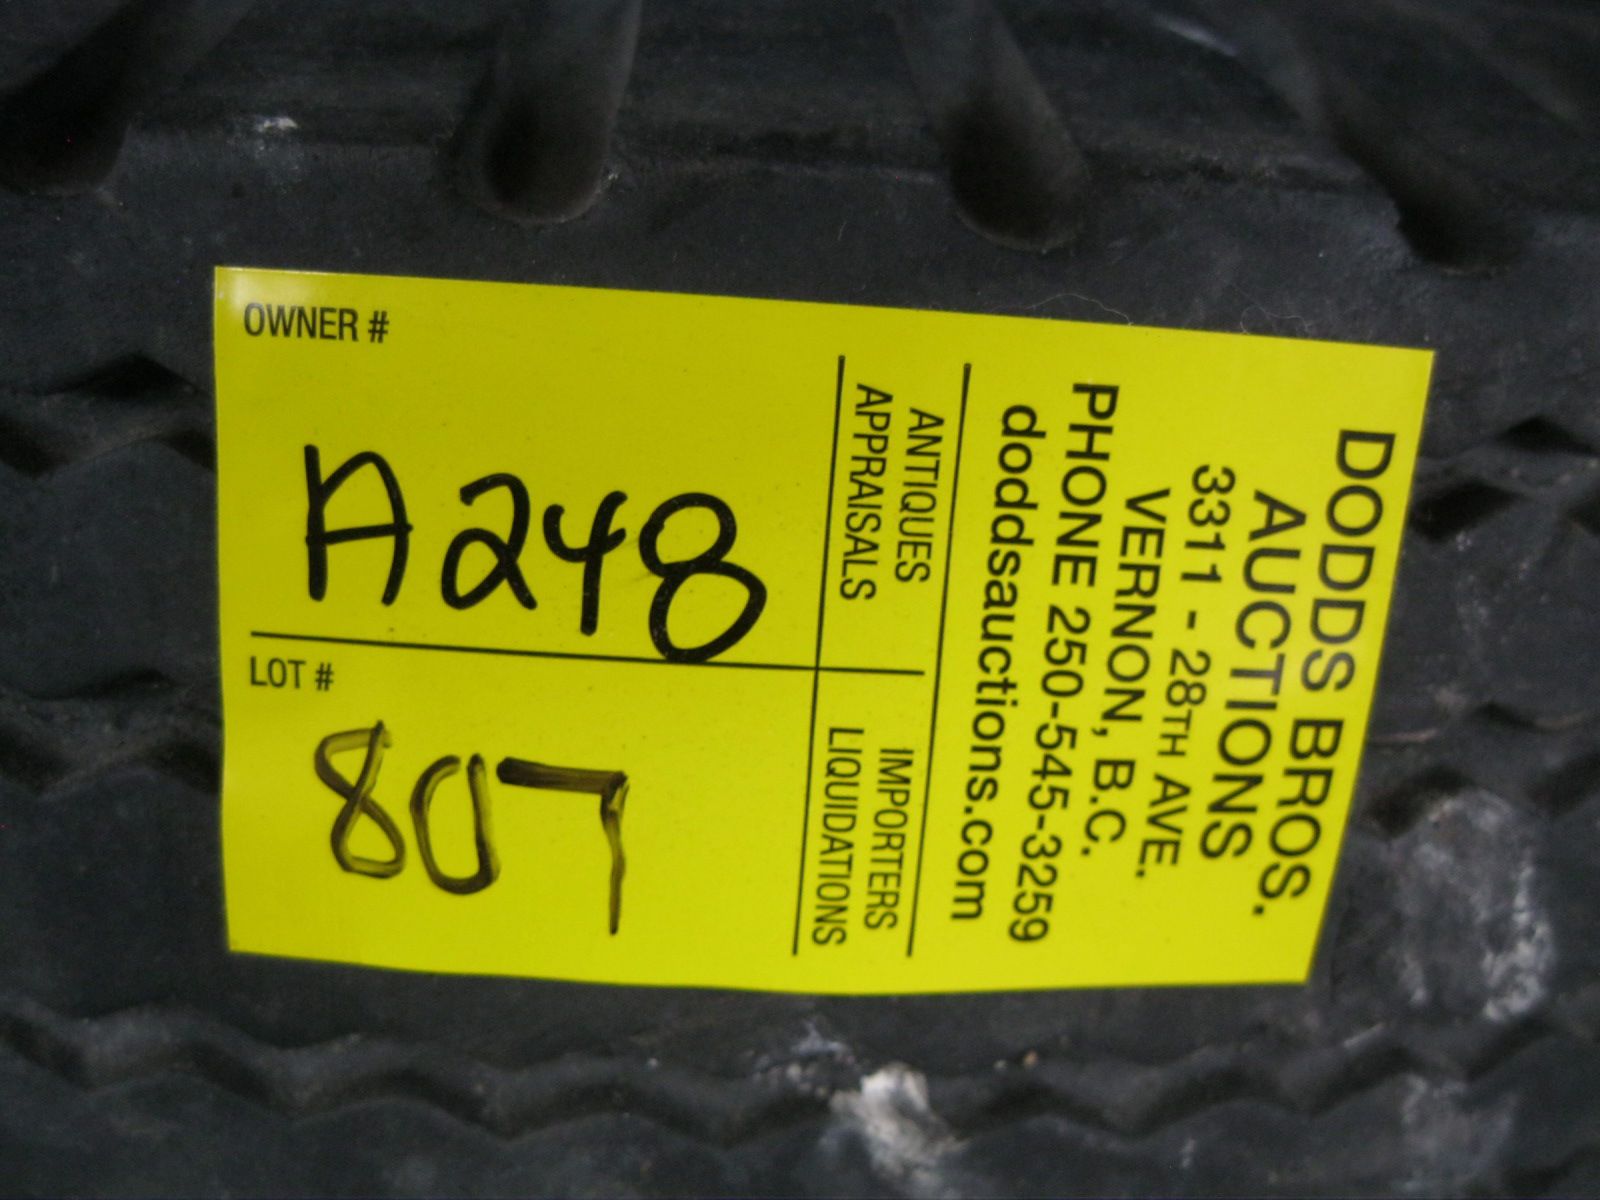 DODDS BROS.
AUCTIONS
3311 - 28TH AVE.
VERNON, B.C.
PHONE 250-545-3259
doddsauctions.com
ANTIQUES
APPRAISALS
IMPORTERS
LIQUIDATIONS
OWNER #
A248
LOT #
807